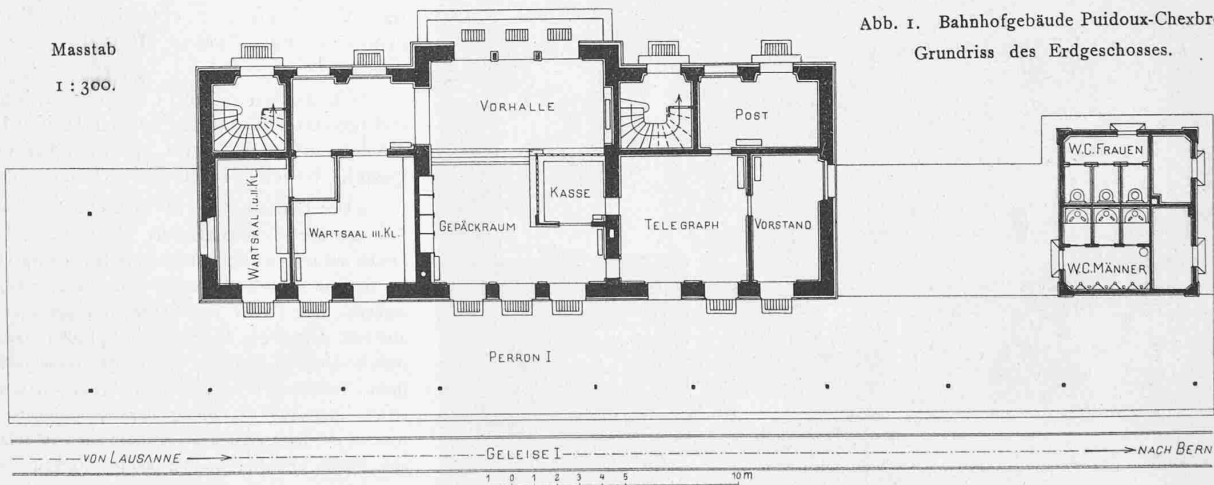 Masstab
1 : 300.
Abb. 1. Bahnhofgebäude Puidoux-Chexbr
Grundriss des Erdgeschosses.
VORHALLE
POST
W.C. FRAUEN
KASSE
WARTSAAL I. u. II. KL.
WARTSAAL III. KL.
GEPÄCKRAUM
TELEGRAPH
VORSTAND
W.C. MÄNNER
PERRON I
VON LAUSANNE
GELEISE I
NACH BERN
1 0 1 2 3 4 5 10 m